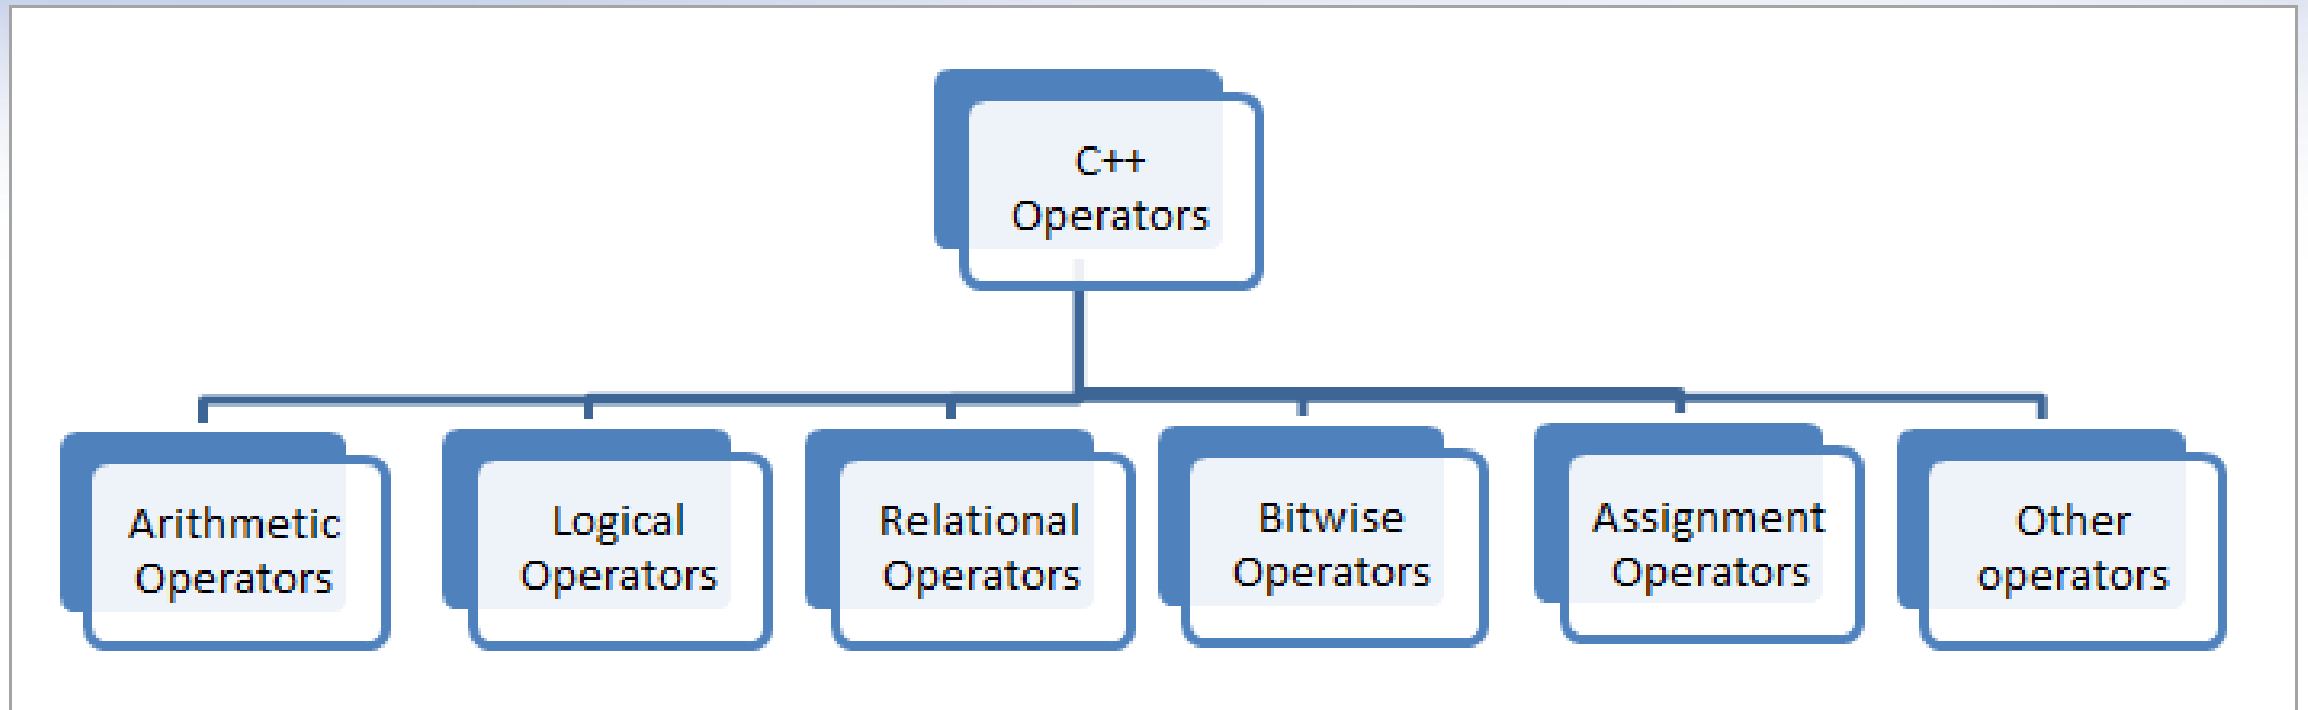 C++
Operators
Arithmetic
Operators
Logical
Operators
Relational
Operators
Bitwise
Operators
Assignment
Operators
Other
operators